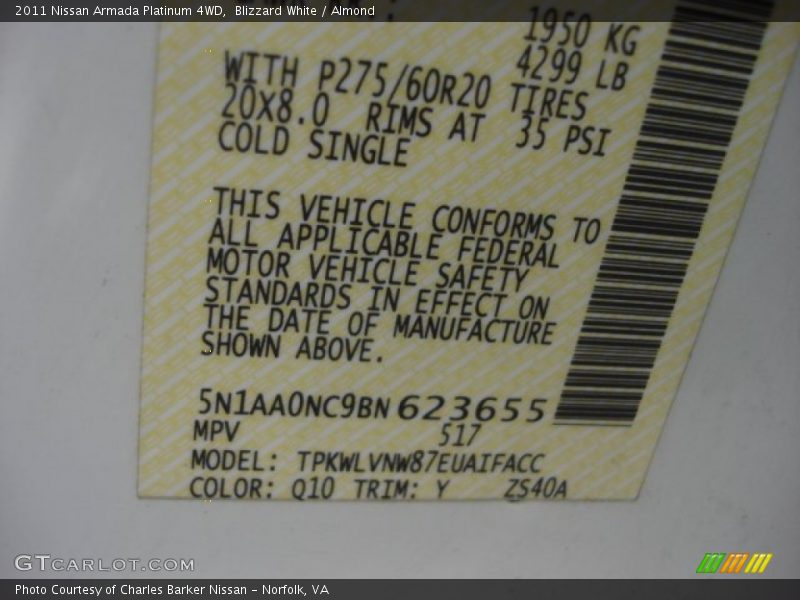 2011 Nissan Armada Platinum 4WD,  Blizzard White / Almond
1950 KG
4299 LB
WITH P275/60R20 TIRES
20X8.0 RIMS AT 35 PSI
COLD SINGLE
THIS VEHICLE CONFORMS TO
ALL APPLICABLE FEDERAL
MOTOR VEHICLE SAFETY
STANDARDS IN EFFECT ON
THE DATE OF MANUFACTURE
SHOWN ABOVE.
5N1AA0NC9BN623655
MPV 517
MODEL: TPKWLVNW87EUAIFACC
COLOR: Q10 TRIM: Y ZS40A
GTCARLOT.COM
Photo Courtesy of Charles Barker Nissan - Norfolk, VA